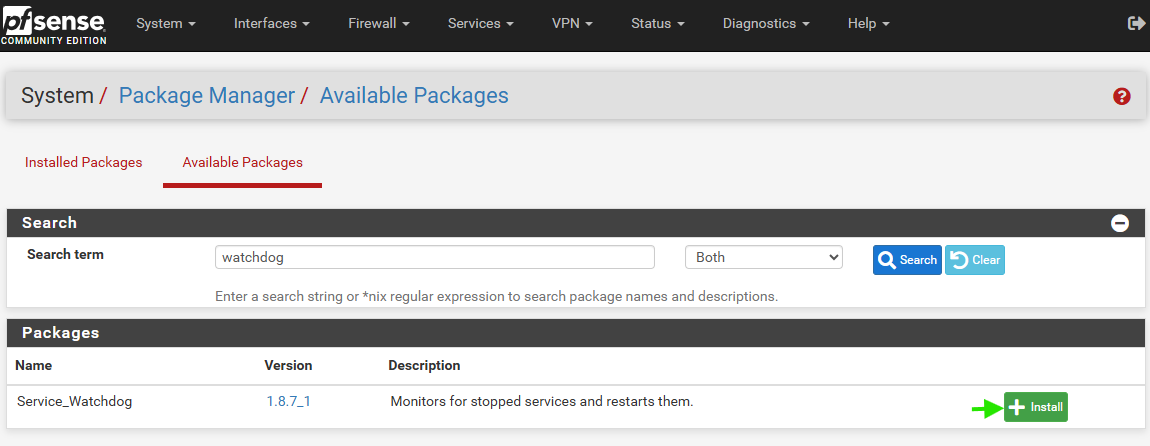 pfsense
COMMUNITY EDITION
System Interfaces Firewall Services VPN Status Diagnostics Help
System / Package Manager / Available Packages
Installed Packages Available Packages
Search
Search term watchdog Both Search Clear
Enter a search string or *nix regular expression to search package names and descriptions.
Packages
Name Version Description
Service_Watchdog 1.8.7_1 Monitors for stopped services and restarts them. Install